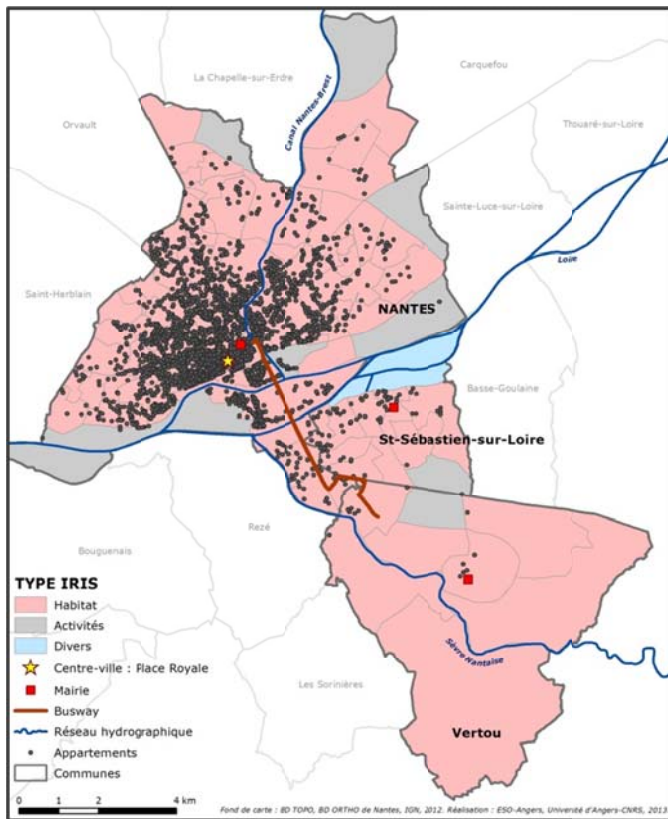 La Chapelle-sur-Erdre
Carquefou
Orvault
Canal Nantes-Brest
Thouaré-sur-Loire
Sainte-Luce-sur-Loire
Loire
Saint-Herblain
NANTES
Basse-Goulaine
St-Sébastien-sur-Loire
Rezé
Bouguenais
TYPE IRIS
Habitat
Activités
Divers
Centre-ville : Place Royale
Mairie
Busway
Réseau hydrographique
Appartements
Communes
Sèvre Nantaise
Les Sorinières
Vertou
0 1 2 4 km
Fond de carte : BD TOPO, BD ORTHO de Nantes, IGN, 2012. Réalisation : ESO-Angers, Université d'Angers-CNRS, 2013.